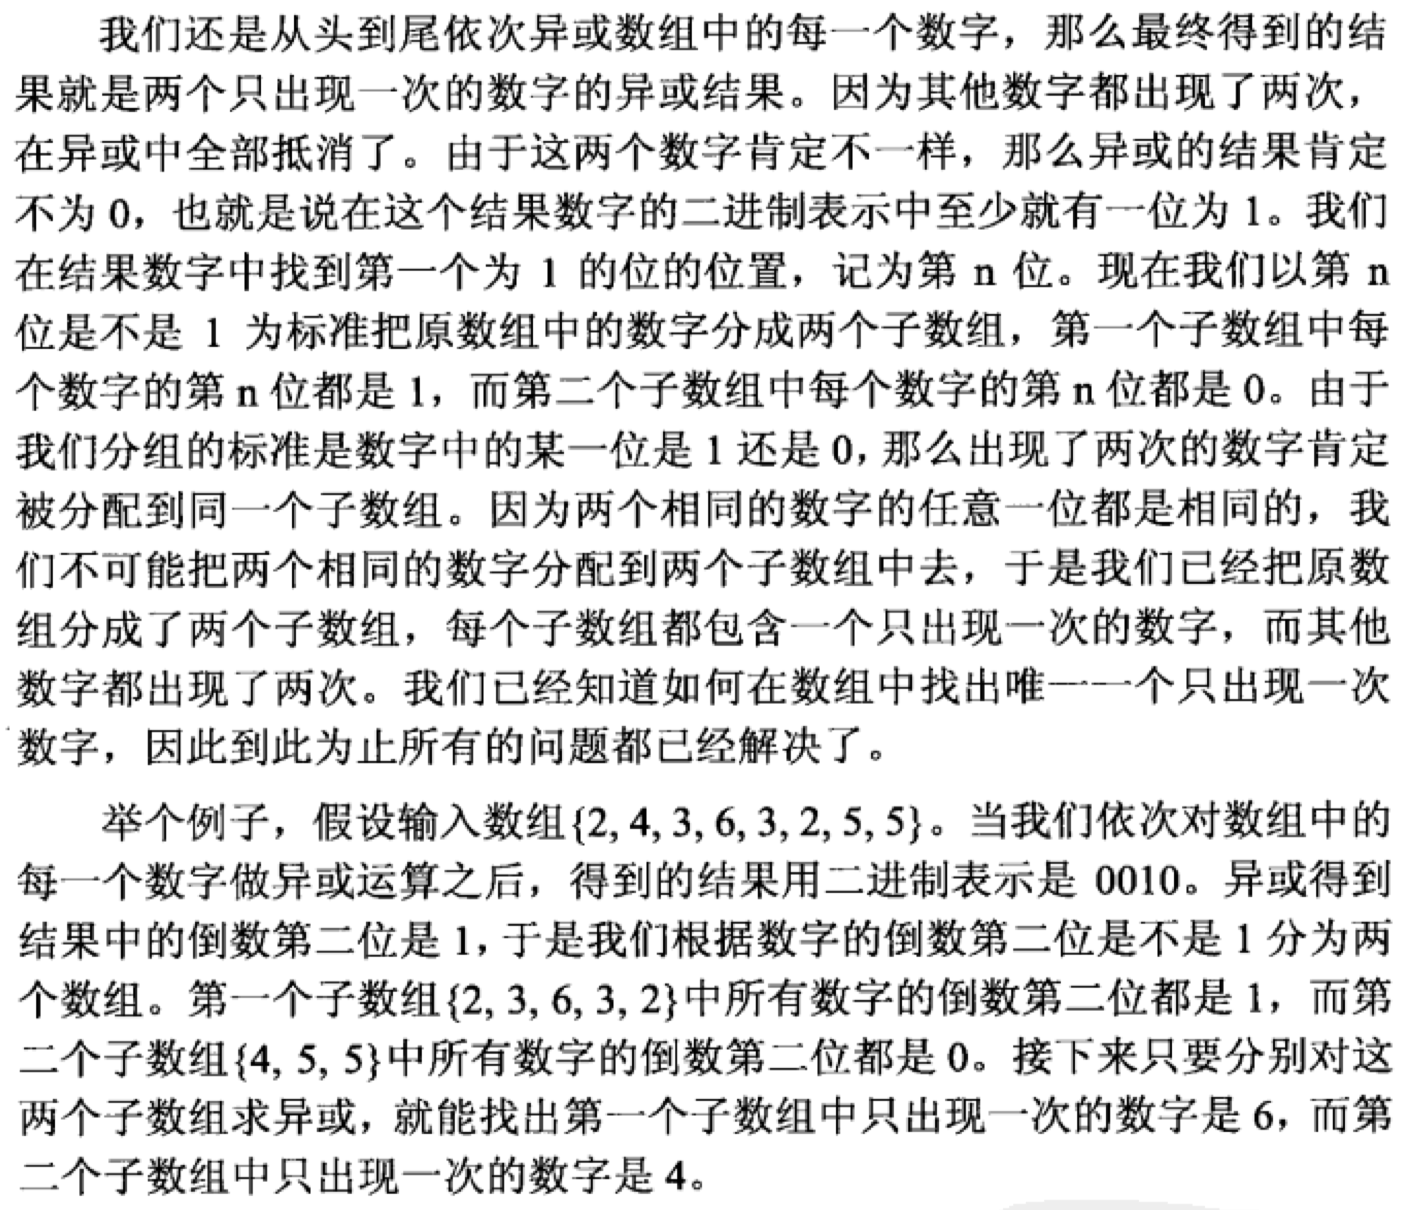 我们还是从头到尾依次异或数组中的每一个数字，那么最终得到的结
果就是两个只出现一次的数字的异或结果。因为其他数字都出现了两次，
在异或中全部抵消了。由于这两个数字肯定不一样，那么异或的结果肯定
不为 0，也就是说在这个结果数字的二进制表示中至少就有一位为 1。我们
在结果数字中找到第一个为 1 的位的位置，记为第 n 位。现在我们以第 n
位是不是 1 为标准把原数组中的数字分成两个子数组，第一个子数组中每
个数字的第 n 位都是 1，而第二个子数组中每个数字的第 n 位都是 0。由于
我们分组的标准是数字中的某一位是 1 还是 0，那么出现了两次的数字肯定
被分配到同一个子数组。因为两个相同的数字的任意一位都是相同的，我
们不可能把两个相同的数字分配到两个子数组中去，于是我们已经把原数
组分成了两个子数组，每个子数组都包含一个只出现一次的数字，而其他
数字都出现了两次。我们已经知道如何在数组中找出唯一一个只出现一次
数字，因此到此为止所有的问题都已经解决了。
举个例子，假设输入数组{2, 4, 3, 6, 3, 2, 5, 5}。当我们依次对数组中的
每一个数字做异或运算之后，得到的结果用二进制表示是 0010。异或得到
结果中的倒数第二位是 1，于是我们根据数字的倒数第二位是不是 1 分为两
个数组。第一个子数组{2, 3, 6, 3, 2}中所有数字的倒数第二位都是 1，而第
二个子数组{4, 5, 5}中所有数字的倒数第二位都是 0。接下来只要分别对这
两个子数组求异或，就能找出第一个子数组中只出现一次的数字是 6，而第
二个子数组中只出现一次的数字是 4。